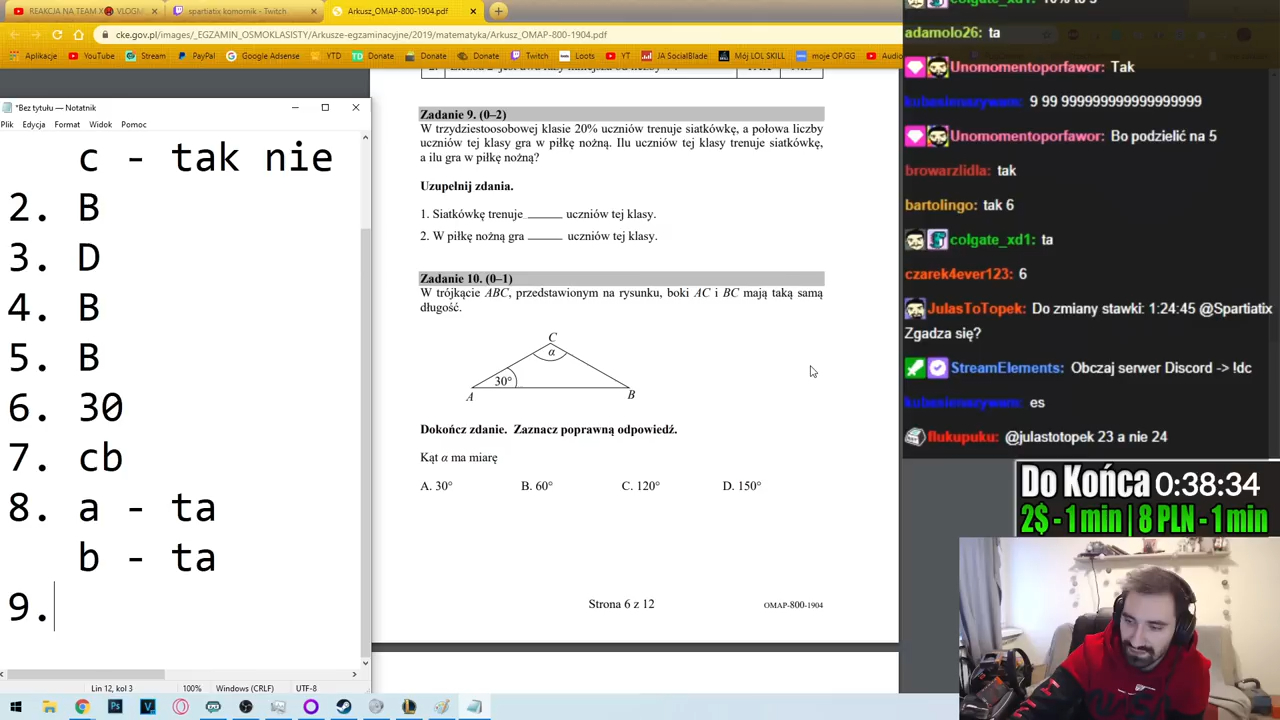 REAKCJA NA TEAM X
VLOGM
spartiatix komornik - Twitch
Arkusz_OMAP-800-1904.pdf
cke.gov.pl/images/_EGZAMIN_OSMOKLASISTY/Arkusze-egzaminacyjne/2019/matematyka/Arkusz_OMAP-800-1904.pdf
Aplikacje
YouTube
Stream
PayPal
Google Adsense
YTD
Donate
Donate
Donate
Twitch
Loots
YT
JA SocialBlade
Mój LOL SKILL
moje OP.GG
*Bez tytułu — Notatnik
Plik Edycja Format Widok Pomoc
c - tak nie
2. B
3. D
4. B
5. B
6. 30
7. cb
8. a - ta
b - ta
9.
Lin 12, kol 3
100%
Windows (CRLF)
UTF-8
Zadanie 9. (0–2)
W trzydziestoosobowej klasie 20% uczniów trenuje siatkówkę, a połowa liczby
uczniów tej klasy gra w piłkę nożną. Ilu uczniów tej klasy trenuje siatkówkę,
a ilu gra w piłkę nożną?
Uzupełnij zdania.
1. Siatkówkę trenuje _____ uczniów tej klasy.
2. W piłkę nożną gra _____ uczniów tej klasy.
Zadanie 10. (0–1)
W trójkącie ABC, przedstawionym na rysunku, boki AC i BC mają taką samą
długość.
C
α
30°
A
B
Dokończ zdanie. Zaznacz poprawną odpowiedź.
Kąt α ma miarę
A. 30°
B. 60°
C. 120°
D. 150°
Strona 6 z 12
OMAP-800-1904
adamolo26: ta
Unomomentoporfawor: Tak
kubasienazywam: 9 99 999999999999999999
Unomomentoporfawor: Bo podzielić na 5
browarzlidla: tak
bartolingo: tak 6
colgate_xd1: ta
czarek4ever123: 6
JulasToTopek: Do zmiany stawki: 1:24:45 @Spartiatix
Zgadza się?
StreamElements: Obczaj serwer Discord -> !dc
kubasienazywam: es
flukupuku: @julastotopek 23 a nie 24
Do Końca 0:38:34
2$ - 1 min | 8 PLN - 1 min